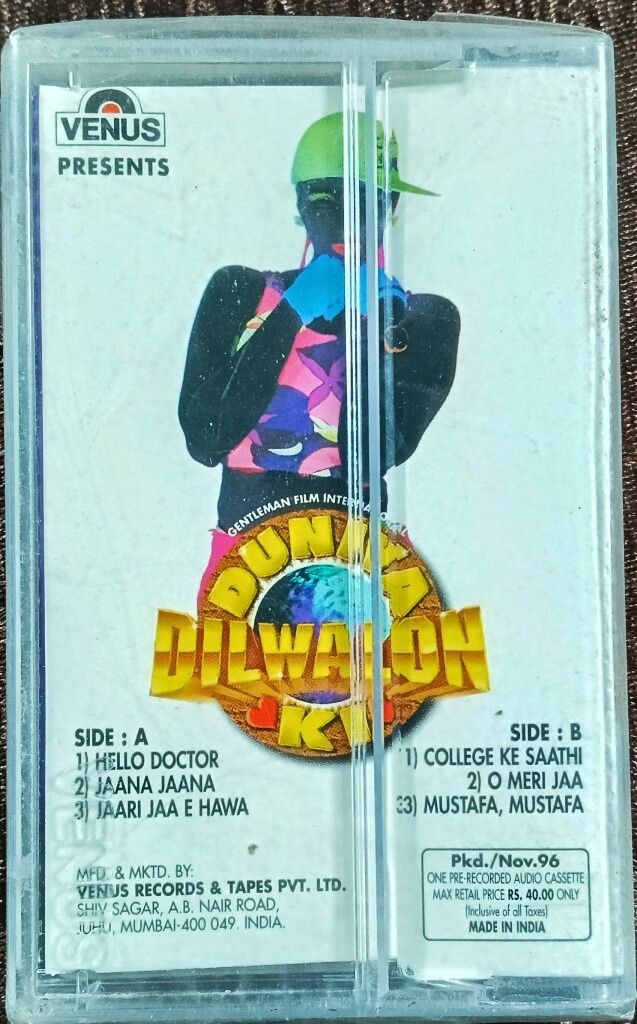 VENUS
PRESENTS
GENTLEMAN FILM
DUNIYA
DILWALON
KI
SIDE : A
1) HELLO DOCTOR
2) JAANA JAANA
3) JAARI JAA E HAWA
SIDE : B
1) COLLEGE KE SAATHI
2) O MERI JAA
3) MUSTAFA, MUSTAFA
MFD. & MKTD. BY:
VENUS RECORDS & TAPES PVT. LTD.
SHIV SAGAR, A.B. NAIR ROAD,
JUHU, MUMBAI-400 049. INDIA.
Pkd./Nov.96
ONE PRE-RECORDED AUDIO CASSETTE
MAX RETAIL PRICE RS. 40.00 ONLY
(Inclusive of all Taxes)
MADE IN INDIA